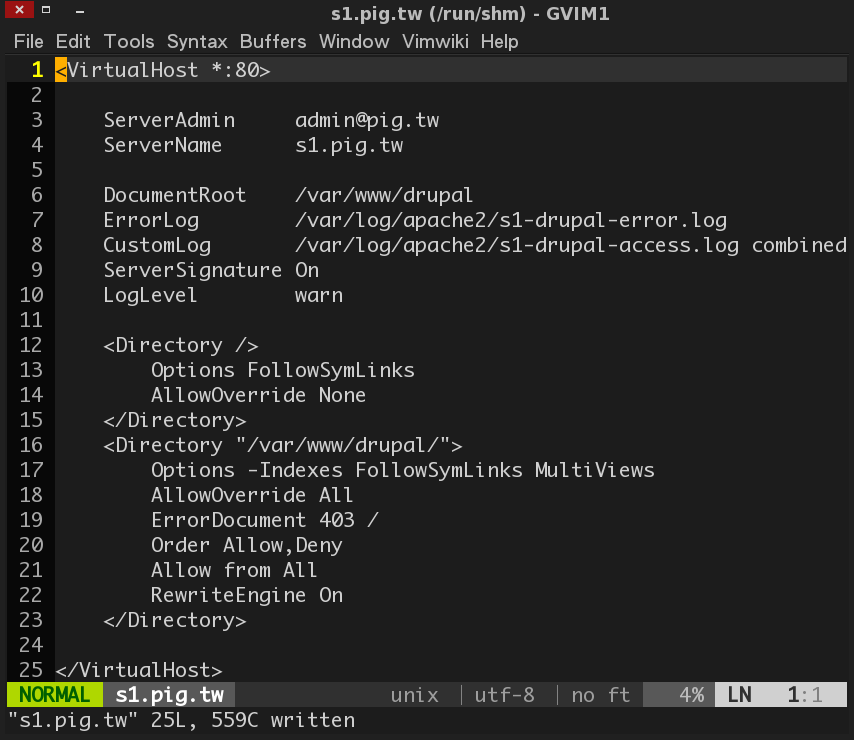 s1.pig.tw (/run/shm) - GVIM1
File Edit Tools Syntax Buffers Window Vimwiki Help
1 <VirtualHost *:80>
2
3     ServerAdmin     admin@pig.tw
4     ServerName      s1.pig.tw
5
6     DocumentRoot    /var/www/drupal
7     ErrorLog        /var/log/apache2/s1-drupal-error.log
8     CustomLog       /var/log/apache2/s1-drupal-access.log combined
9     ServerSignature On
10     LogLevel        warn
11
12     <Directory />
13         Options FollowSymLinks
14         AllowOverride None
15     </Directory>
16     <Directory "/var/www/drupal/">
17         Options -Indexes FollowSymLinks MultiViews
18         AllowOverride All
19         ErrorDocument 403 /
20         Order Allow,Deny
21         Allow from All
22         RewriteEngine On
23     </Directory>
24
25 </VirtualHost>
NORMAL s1.pig.tw unix | utf-8 | no ft 4% LN 1:1
"s1.pig.tw" 25L, 559C written